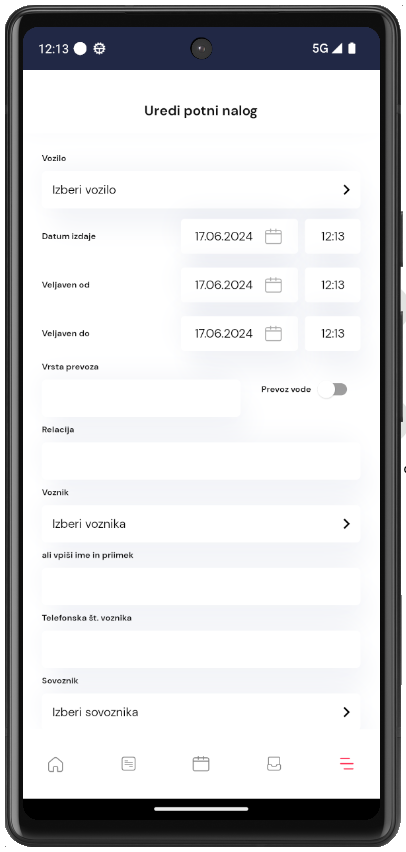 12:13 5G
Uredi potni nalog
Vozilo
Izberi vozilo
Datum izdaje 17.06.2024 12:13
Veljaven od 17.06.2024 12:13
Veljaven do 17.06.2024 12:13
Vrsta prevoza
Prevoz vode
Relacija
Voznik
Izberi voznika
ali vpiši ime in priimek
Telefonska št. voznika
Sovoznik
Izberi sovoznika